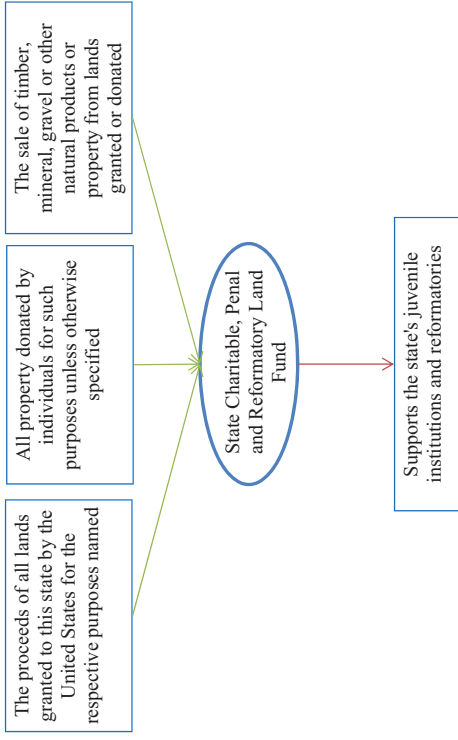 The proceeds of all lands
granted to this state by the
United States for the
respective purposes named
All property donated by
individuals for such
purposes unless otherwise
specified
The sale of timber,
mineral, gravel or other
natural products or
property from lands
granted or donated
State Charitable, Penal
and Reformatory Land
Fund
Supports the state's juvenile
institutions and reformatories